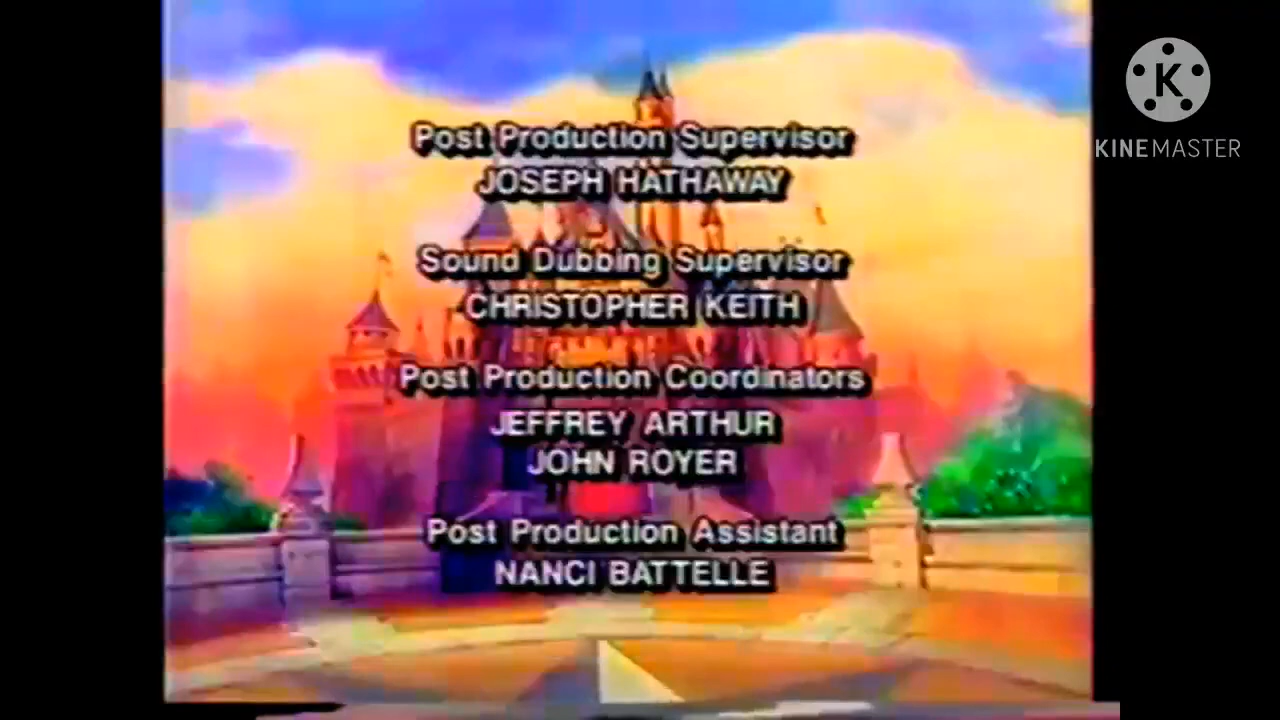 Post Production Supervisor
JOSEPH HATHAWAY
Sound Dubbing Supervisor
CHRISTOPHER KEITH
Post Production Coordinators
JEFFREY ARTHUR
JOHN ROYER
Post Production Assistant
NANCI BATTELLE
K
KINEMASTER